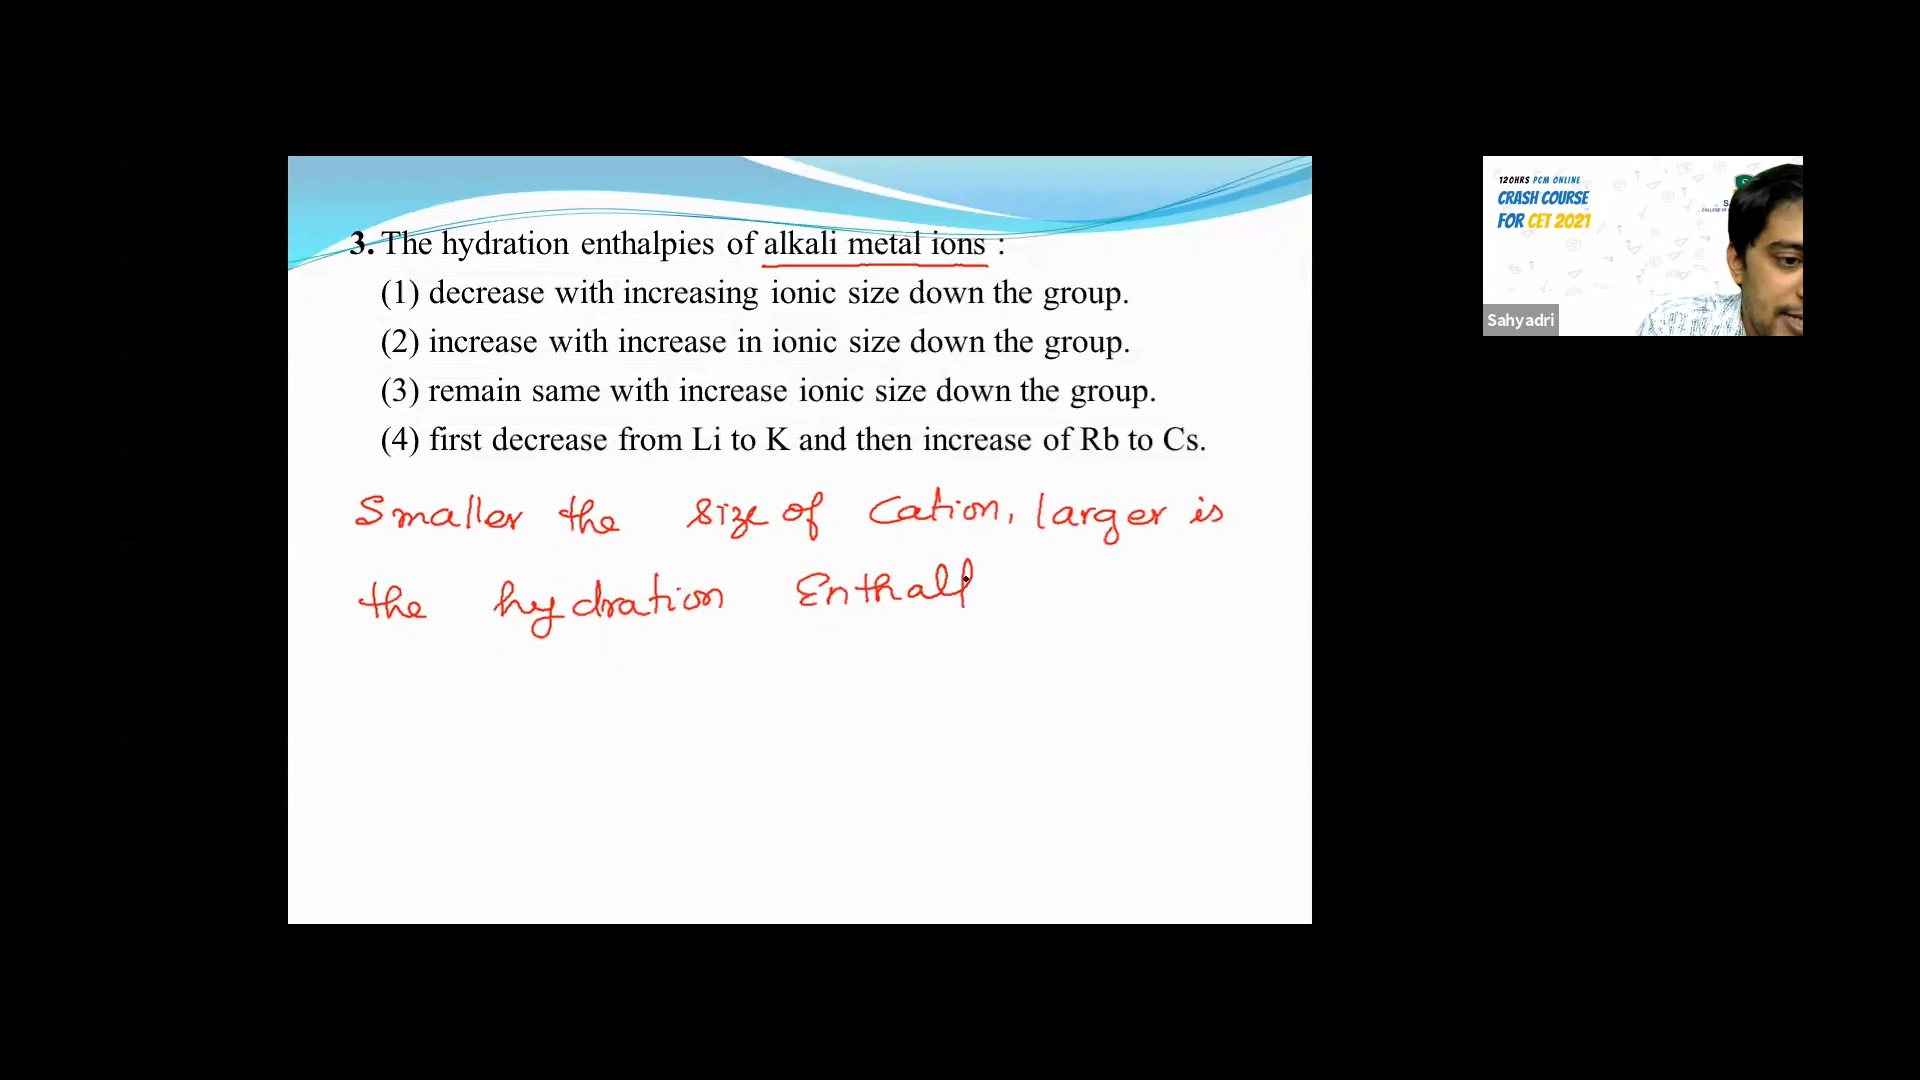 3. The hydration enthalpies of alkali metal ions :
(1) decrease with increasing ionic size down the group.
(2) increase with increase in ionic size down the group.
(3) remain same with increase ionic size down the group.
(4) first decrease from Li to K and then increase of Rb to Cs.
Smaller the size of Cation, larger is
the hydration Enthalp
120HRS PCM ONLINE
CRASH COURSE
FOR CET 2021
Sahyadri